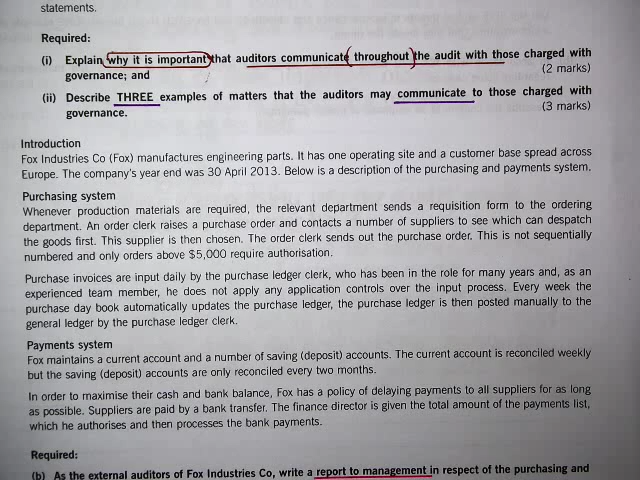 statements.
Required:
(i) Explain why it is important that auditors communicate throughout the audit with those charged with
governance; and (2 marks)
(ii) Describe THREE examples of matters that the auditors may communicate to those charged with
governance. (3 marks)
Introduction
Fox Industries Co (Fox) manufactures engineering parts. It has one operating site and a customer base spread across
Europe. The company's year end was 30 April 2013. Below is a description of the purchasing and payments system.
Purchasing system
Whenever production materials are required, the relevant department sends a requisition form to the ordering
department. An order clerk raises a purchase order and contacts a number of suppliers to see which can despatch
the goods first. This supplier is then chosen. The order clerk sends out the purchase order. This is not sequentially
numbered and only orders above $5,000 require authorisation.
Purchase invoices are input daily by the purchase ledger clerk, who has been in the role for many years and, as an
experienced team member, he does not apply any application controls over the input process. Every week the
purchase day book automatically updates the purchase ledger, the purchase ledger is then posted manually to the
general ledger by the purchase ledger clerk.
Payments system
Fox maintains a current account and a number of saving (deposit) accounts. The current account is reconciled weekly
but the saving (deposit) accounts are only reconciled every two months.
In order to maximise their cash and bank balance, Fox has a policy of delaying payments to all suppliers for as long
as possible. Suppliers are paid by a bank transfer. The finance director is given the total amount of the payments list,
which he authorises and then processes the bank payments.
Required:
(b) As the external auditors of Fox Industries Co, write a report to management in respect of the purchasing and